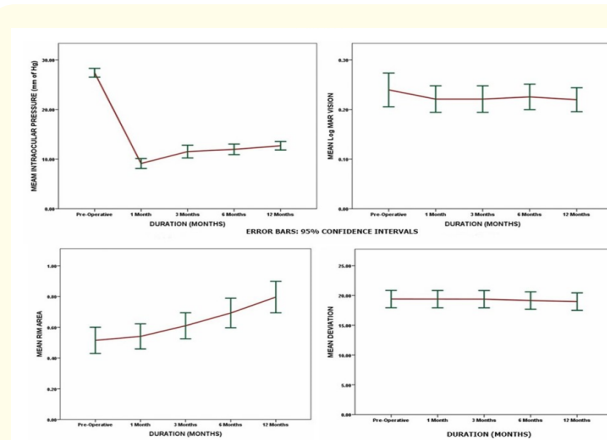 MEAM INTRAOCULAR PRESSURE (mm of Hg)
30.00
20.00
10.00
0.00
Pre-Operative 1 Month 3 Months 6 Months 12 Months
DURATION (MONTHS)
MEAN Log MAR VISION
0.30
0.20
0.10
0.00
Pre-Operative 1 Month 3 Months 6 Months 12 Months
DURATION (MONTHS)
ERROR BARS: 95% CONFIDENCE INTERVALS
MEAN RIM AREA
1.00
0.80
0.60
0.40
0.20
0.00
Pre-Operative 1 Month 3 Months 6 Months 12 Months
DURATION (MONTHS)
MEAN DEVIATION
25.00
20.00
15.00
10.00
5.00
0.00
Pre-Operative 1 Month 3 Months 6 Months 12 Months
DURATION (MONTHS)